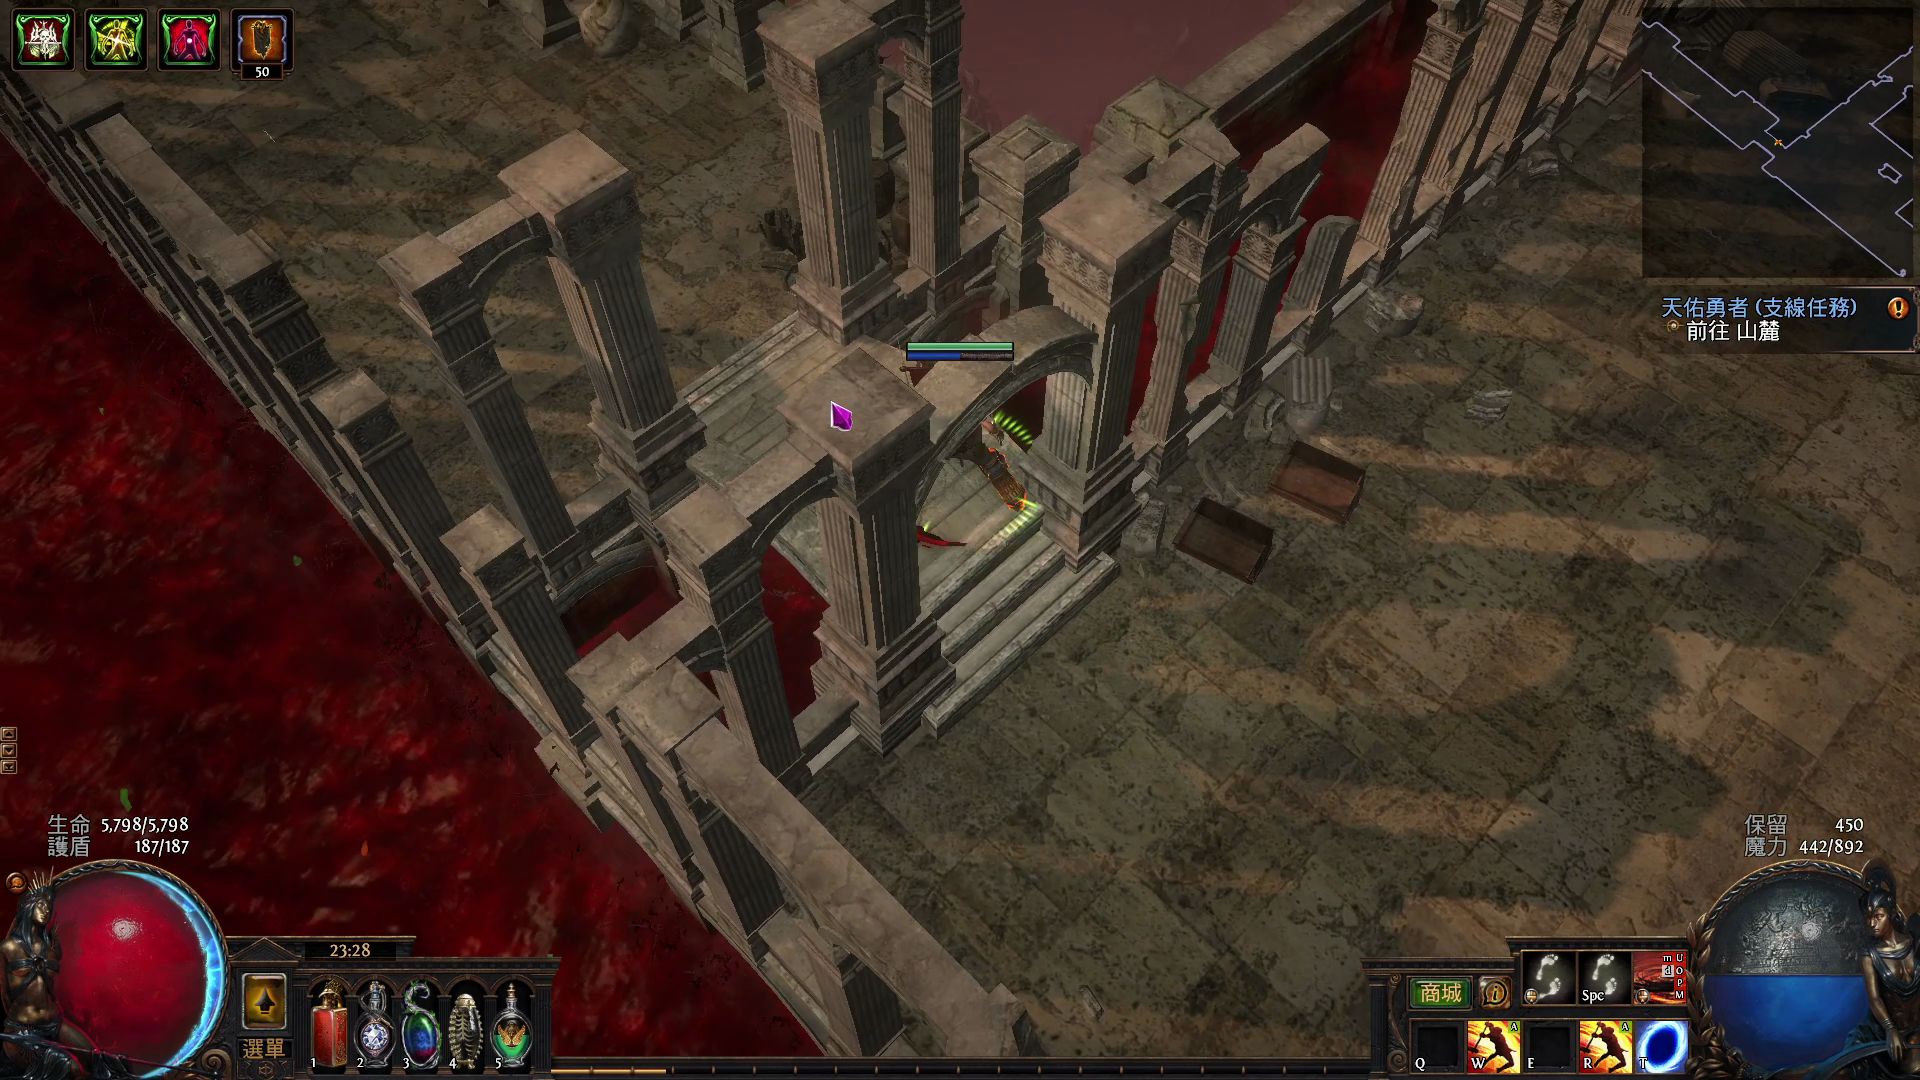 50
天佑勇者 (支線任務)
前往 山麓
生命 5,798/5,798
護盾 187/187
保留 450
魔力 442/892
23:28
選單
1 2 3 4 5
商城
Spc
m U
d O
P
M
Q W A E R A T